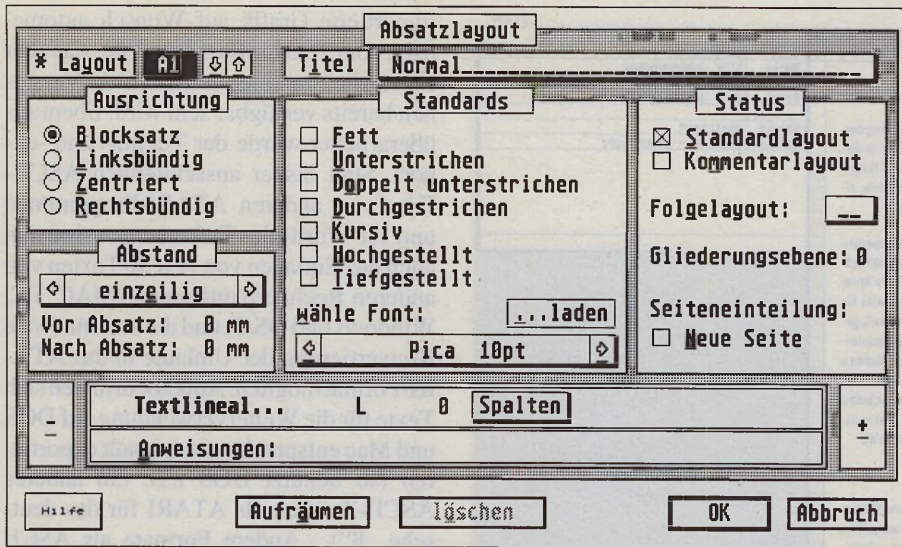 Absatzlayout
* Layout A1 Titel Normal
Ausrichtung
Blocksatz
Linksbündig
Zentriert
Rechtsbündig
Abstand
einzeilig
Vor Absatz: 0 mm
Nach Absatz: 0 mm
Standards
Fett
Unterstrichen
Doppelt unterstrichen
Durchgestrichen
Kursiv
Hochgestellt
Tiefgestellt
Wähle Font: ...laden
Pica 10pt
Status
Standardlayout
Kommentarlayout
Folgelayout: __
Gliederungsebene: 0
Seiteneinteilung:
Neue Seite
- Textlineal... L 0 Spalten +
Anweisungen:
Hilfe Aufräumen löschen OK Abbruch